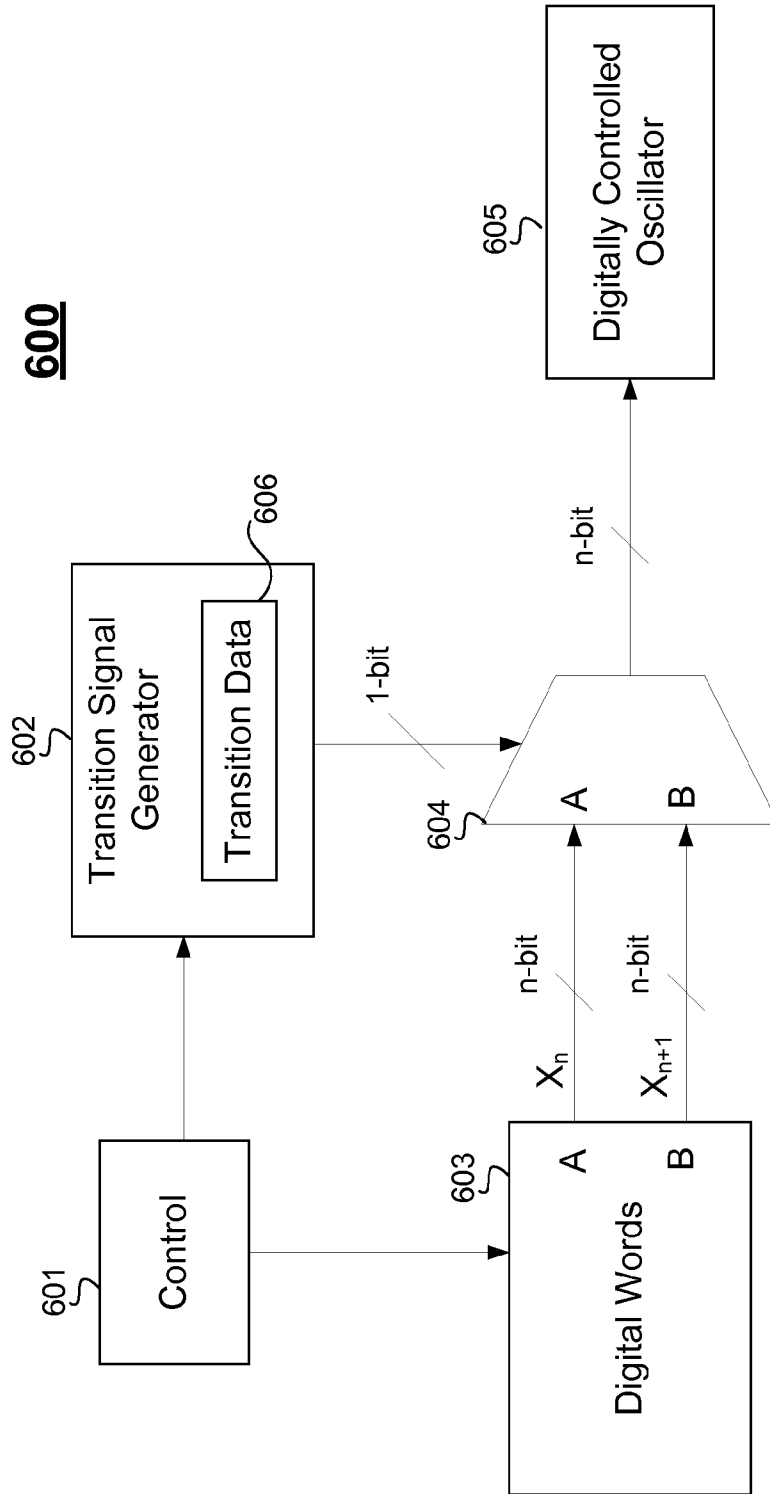 600
601
Control
602
Transition Signal
Generator
Transition Data
606
1-bit
603
Digital Words
A
B
Xn
Xn+1
n-bit
n-bit
604
A
B
n-bit
605
Digitally Controlled
Oscillator